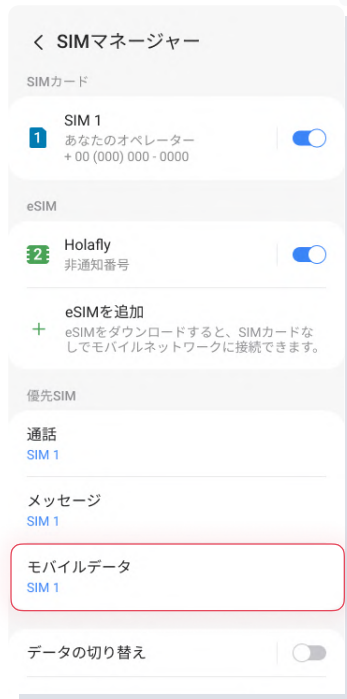 SIMマネージャー
SIMカード
1
SIM 1
あなたのオペレーター
+ 00 (000) 000 - 0000
eSIM
2
Holafly
非通知番号
eSIMを追加
eSIMをダウンロードすると、SIMカードな
しでモバイルネットワークに接続できます。
優先SIM
通話
SIM 1
メッセージ
SIM 1
モバイルデータ
SIM 1
データの切り替え